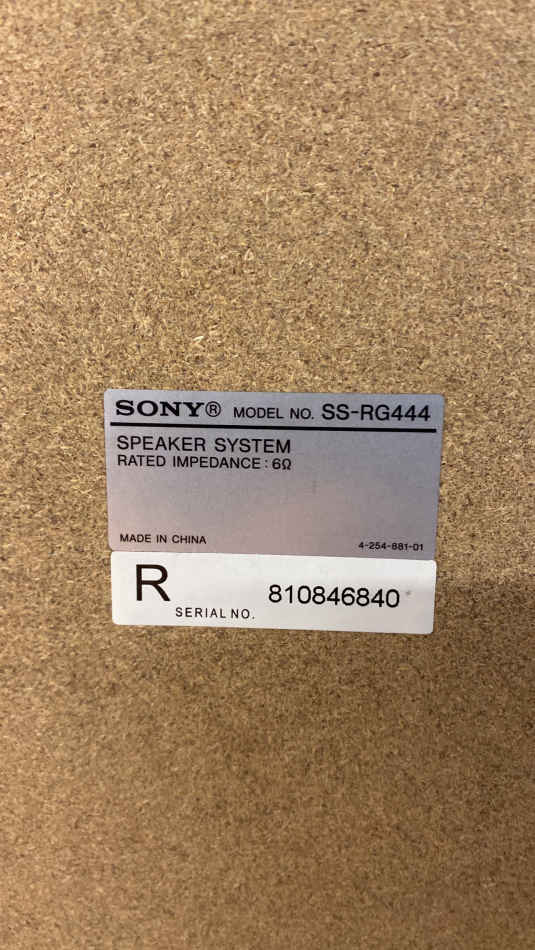 SONY® MODEL NO. SS-RG444
SPEAKER SYSTEM
RATED IMPEDANCE : 6Ω
MADE IN CHINA 4-254-881-01
R SERIAL NO. 810846840